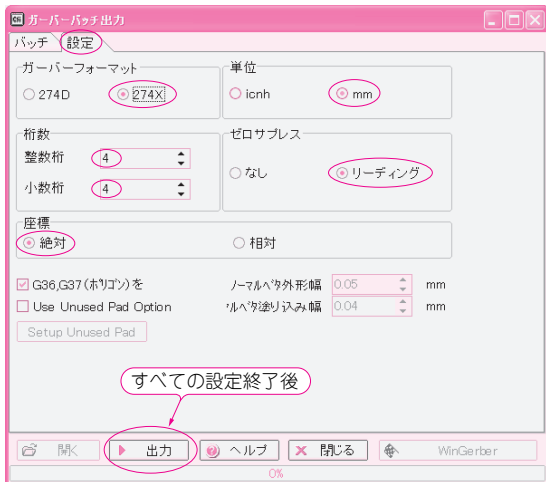 ガーバーバッチ出力
バッチ 設定
ガーバーフォーマット
274D 274X
単位
icnh mm
桁数
整数桁 4
小数桁 4
ゼロサプレス
なし リーディング
座標
絶対 相対
G36,G37(ホﾟリゴン)を
ノーマルベタ外形幅 0.05 mm
Use Unused Pad Option
ルベタ塗り込み幅 0.04 mm
Setup Unused Pad
すべての設定終了後
開く 出力 ヘルプ 閉じる WinGerber
0%